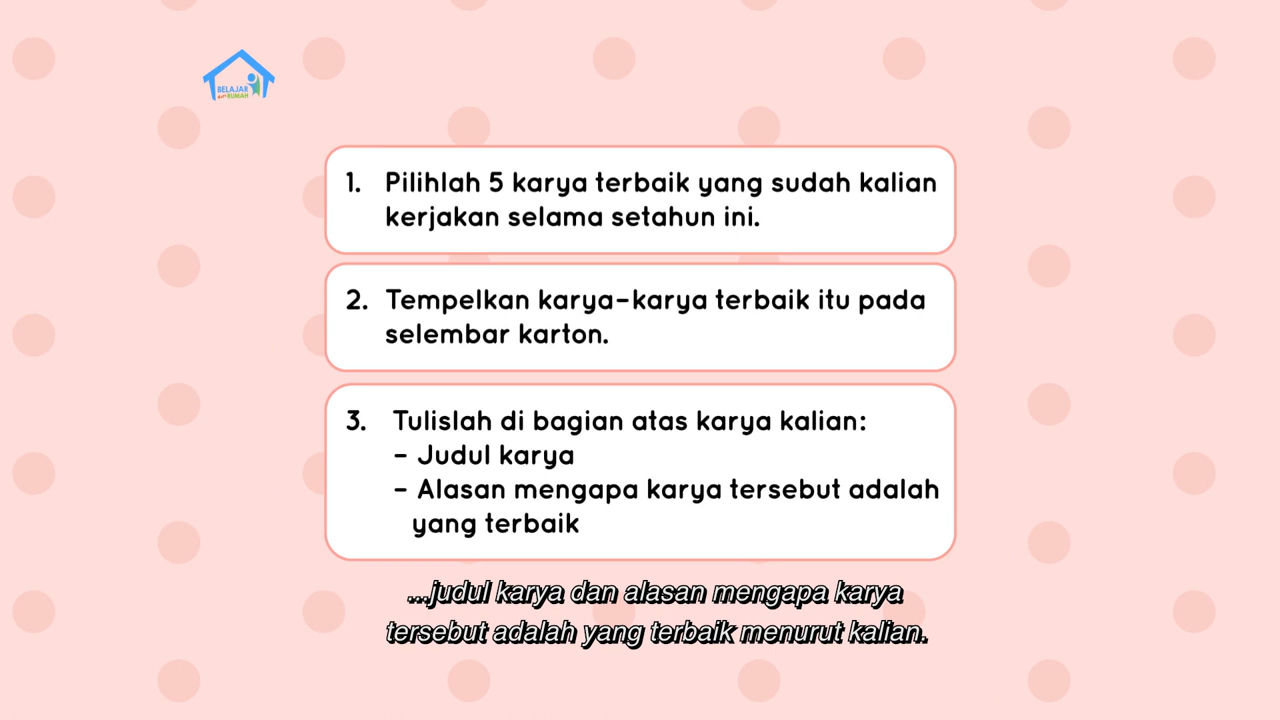 BELAJAR
dari RUMAH
1. Pilihlah 5 karya terbaik yang sudah kalian
kerjakan selama setahun ini.
2. Tempelkan karya-karya terbaik itu pada
selembar karton.
3. Tulislah di bagian atas karya kalian:
- Judul karya
- Alasan mengapa karya tersebut adalah
yang terbaik
...judul karya dan alasan mengapa karya
tersebut adalah yang terbaik menurut kalian.